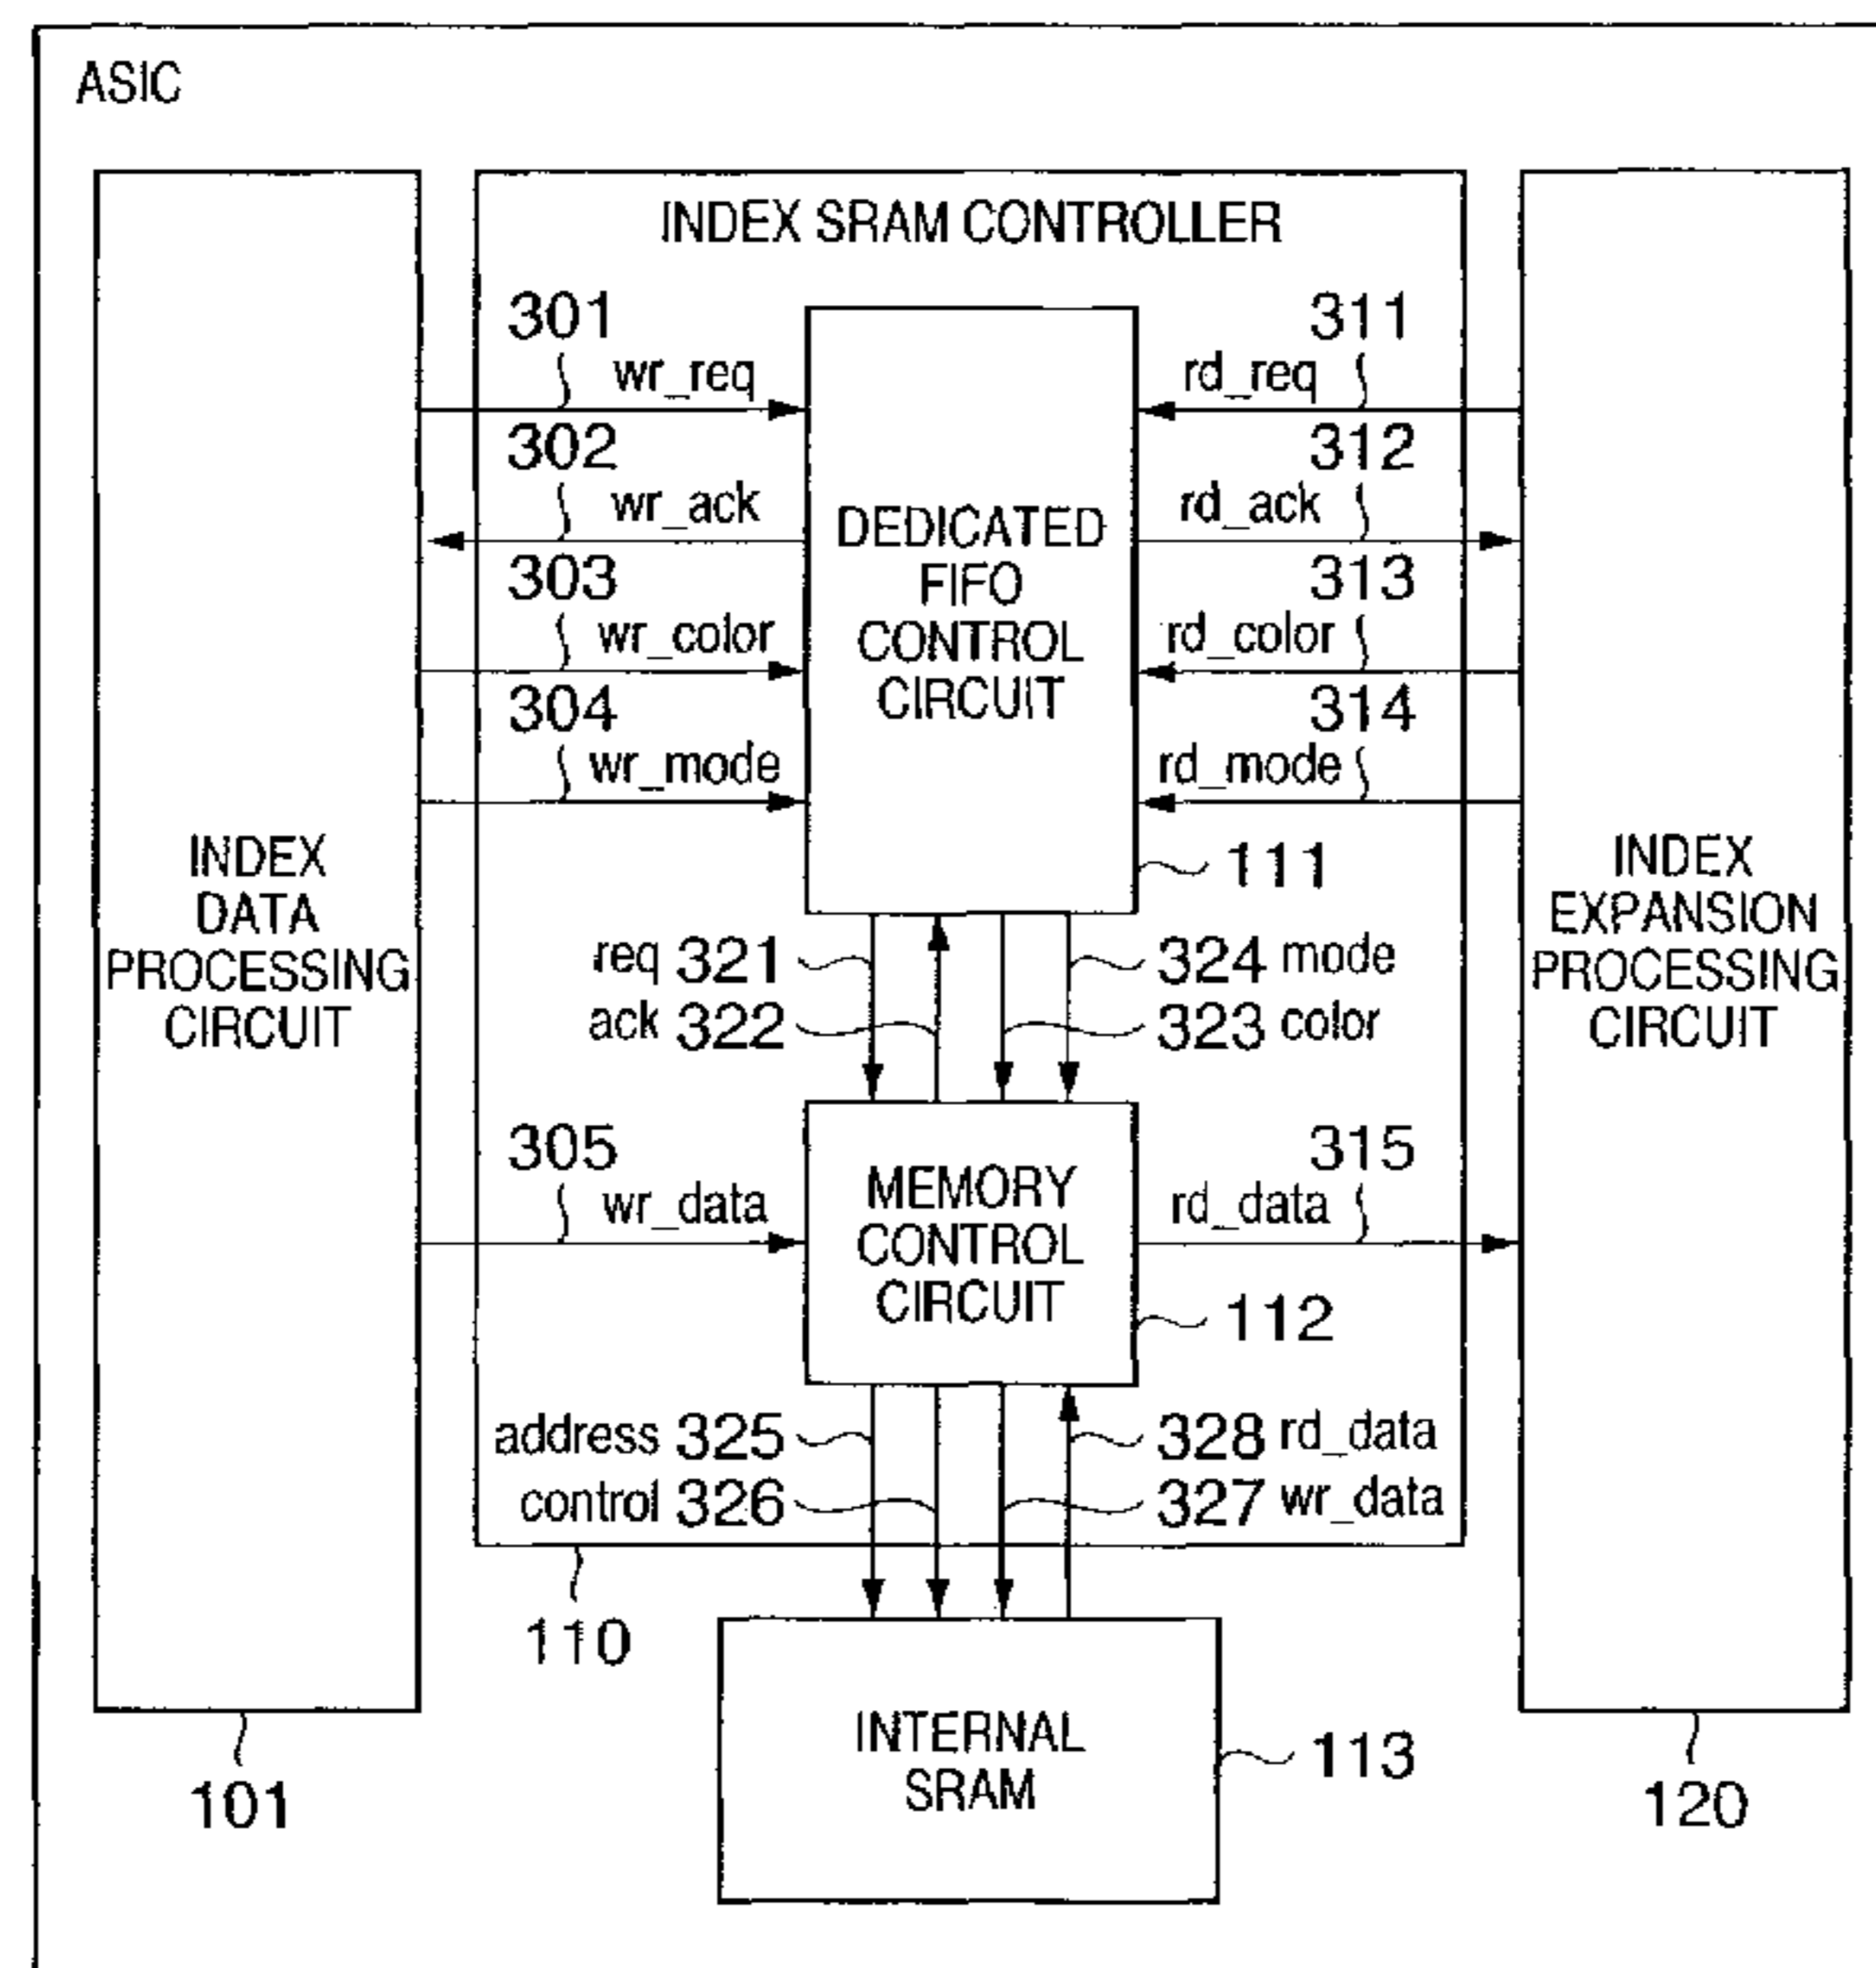 ASIC
INDEX SRAM CONTROLLER
301
wr_req
302
wr_ack
303
wr_color
304
wr_mode
311
rd_req
312
rd_ack
313
rd_color
314
rd_mode
DEDICATED
FIFO
CONTROL
CIRCUIT
111
INDEX
DATA
PROCESSING
CIRCUIT
INDEX
EXPANSION
PROCESSING
CIRCUIT
req 321
ack 322
324 mode
323 color
305
wr_data
MEMORY
CONTROL
CIRCUIT
315
rd_data
112
address 325
control 326
328 rd_data
327 wr_data
110
INTERNAL
SRAM
113
101
120